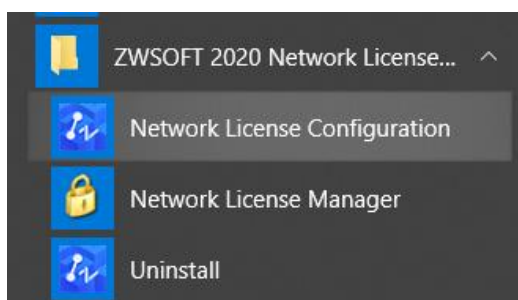 ZWSOFT 2020 Network License...
Network License Configuration
Network License Manager
Uninstall